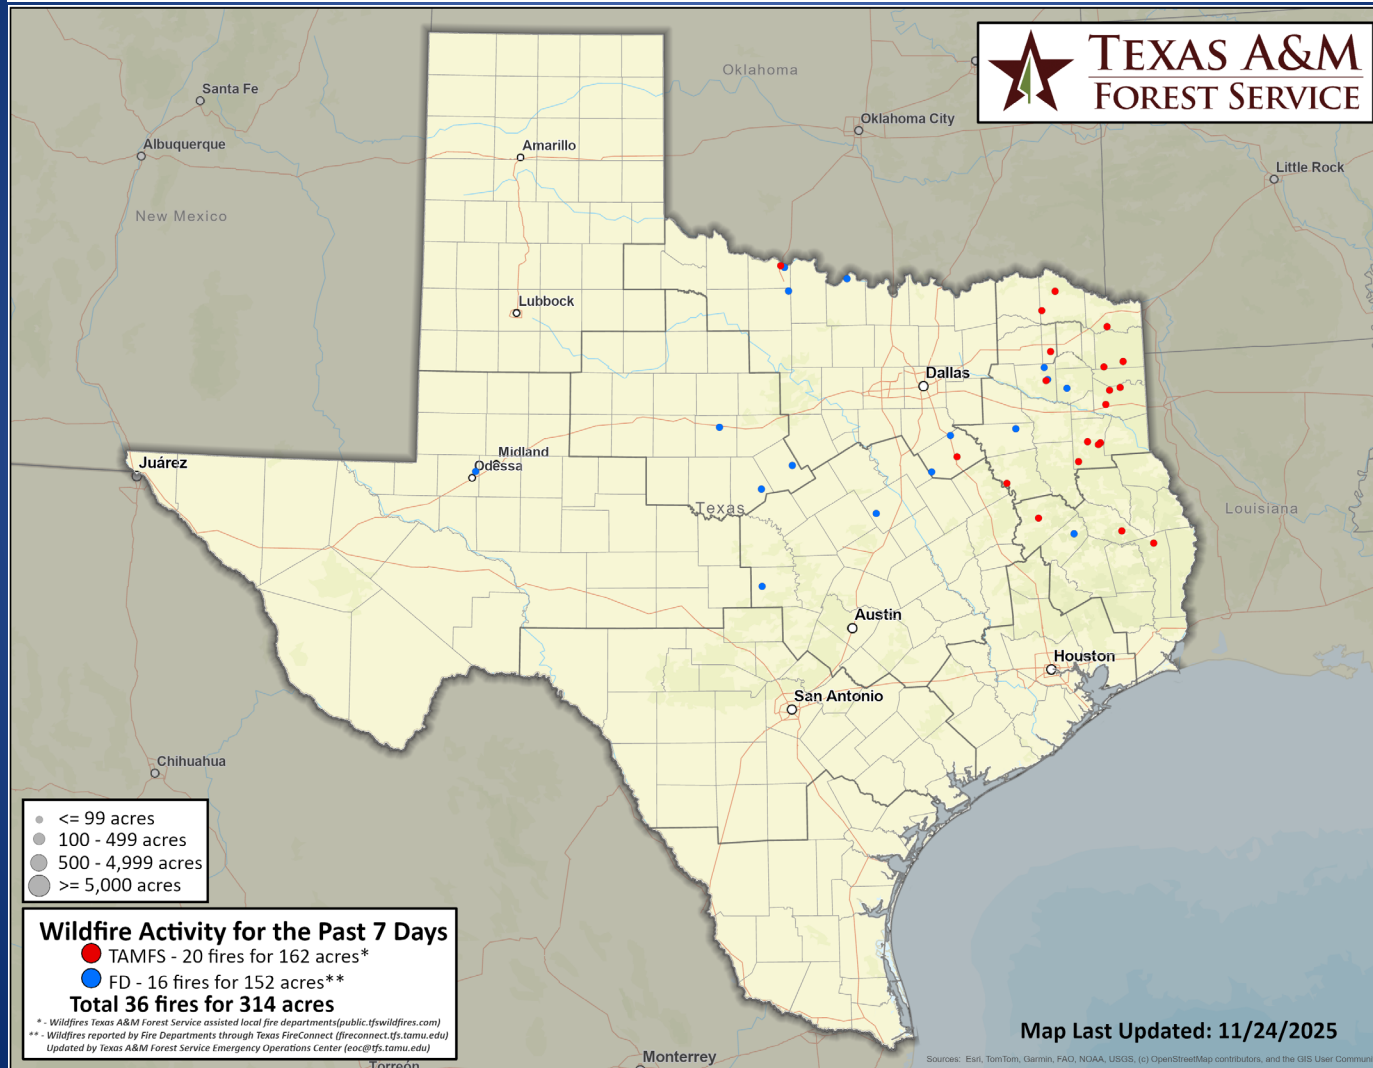 TEXAS A&M
FOREST SERVICE
Oklahoma
Santa Fe
Oklahoma City
Albuquerque
Amarillo
Little Rock
New Mexico
Lubbock
Dallas
Midland
Odessa
Juárez
Texas
Louisiana
Austin
Houston
San Antonio
Chihuahua
<= 99 acres
100 - 499 acres
500 - 4,999 acres
>= 5,000 acres
Wildfire Activity for the Past 7 Days
TAMFS - 20 fires for 162 acres*
FD - 16 fires for 152 acres**
Total 36 fires for 314 acres
* - Wildfires Texas A&M Forest Service assisted local fire departments(public.tfswildfires.com)
** - Wildfires reported by Fire Departments through Texas FireConnect (fireconnect.tfs.tamu.edu)
Updated by Texas A&M Forest Service Emergency Operations Center (eoc@tfs.tamu.edu)
Map Last Updated: 11/24/2025
Monterrey
Sources: Esri, TomTom, Garmin, FAO, NOAA, USGS, (c) OpenStreetMap contributors, and the GIS User Communi
Torreón